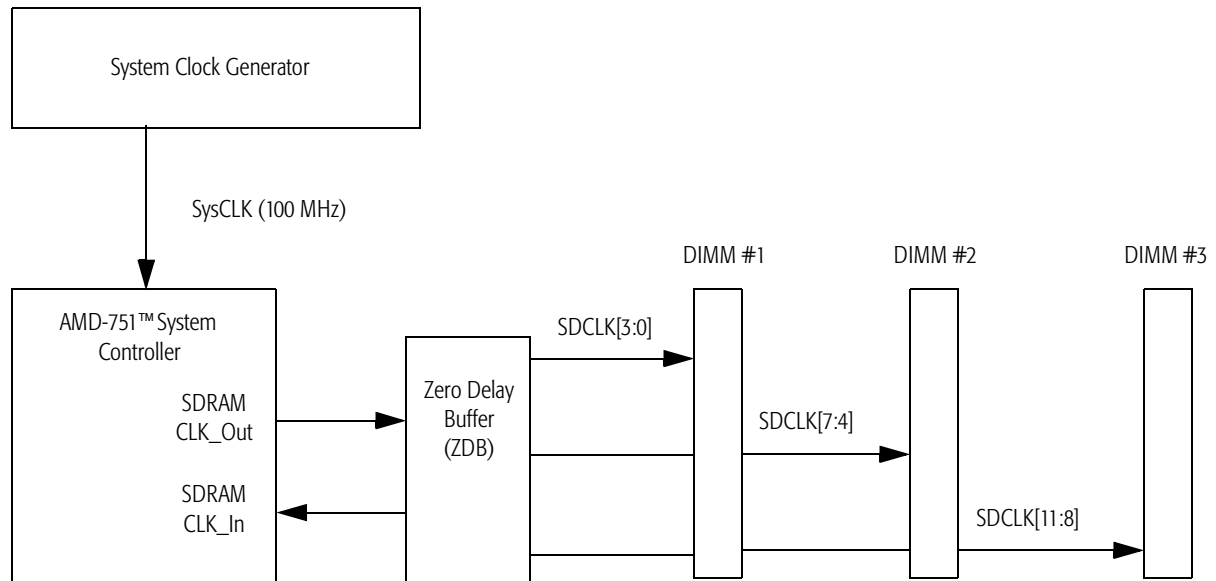 System Clock Generator
SysCLK (100 MHz)
DIMM #1
DIMM #2
DIMM #3
AMD-751™ System
Controller
SDCLK[3:0]
SDRAM
CLK_Out
Zero Delay
Buffer
(ZDB)
SDCLK[7:4]
SDRAM
CLK_In
SDCLK[11:8]